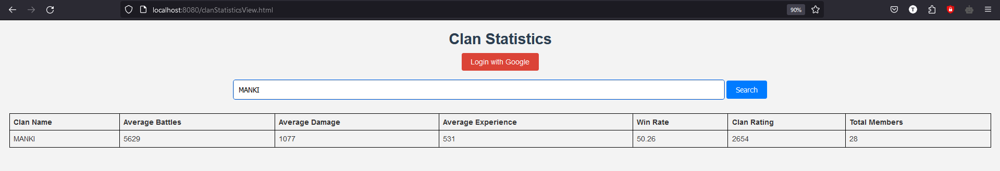 localhost:8080/clanStatisticsView.html 90% T
Clan Statistics
Login with Google
MANKI Search
Clan Name Average Battles Average Damage Average Experience Win Rate Clan Rating Total Members
MANKI 5629 1077 531 50.26 2654 28